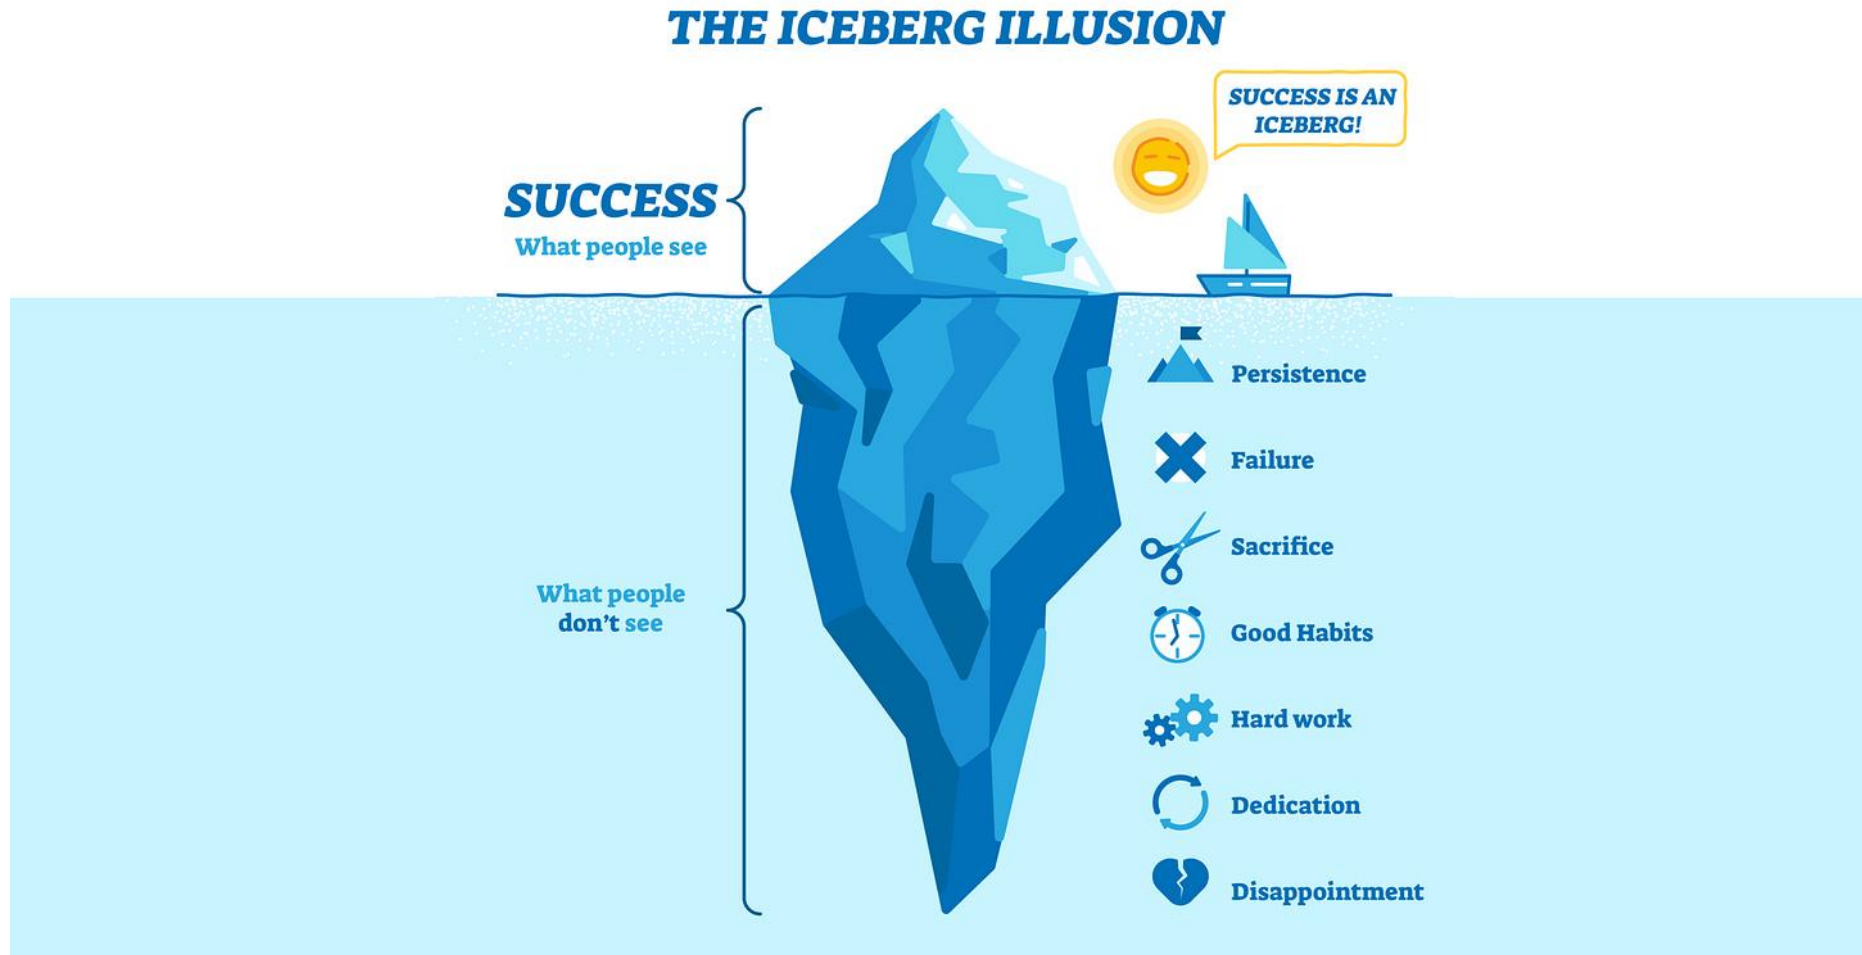 THE ICEBERG ILLUSION
SUCCESS IS AN
ICEBERG!
SUCCESS
What people see
Persistence
Failure
Sacrifice
What people
don't see
Good Habits
Hard work
Dedication
Disappointment